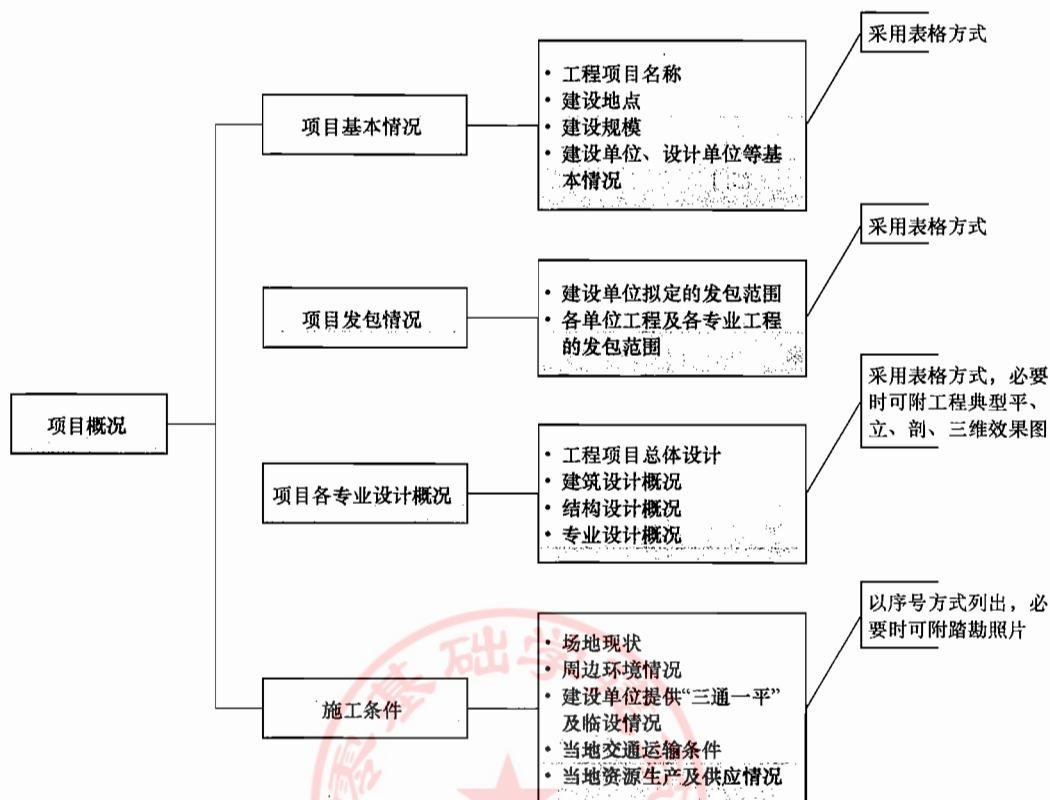 项目概况
项目基本情况
• 工程项目名称
• 建设地点
• 建设规模
• 建设单位、设计单位等基
本情况
采用表格方式
项目发包情况
• 建设单位拟定的发包范围
• 各单位工程及各专业工程
的发包范围
采用表格方式
项目各专业设计概况
• 工程项目总体设计
• 建筑设计概况
• 结构设计概况
• 专业设计概况
采用表格方式，必要
时可附工程典型平、
立、剖、三维效果图
施工条件
• 场地现状
• 周边环境情况
• 建设单位提供“三通一平”
及临设情况
• 当地交通运输条件
• 当地资源生产及供应情况
以序号方式列出，必
要时可附踏勘照片
零基础学